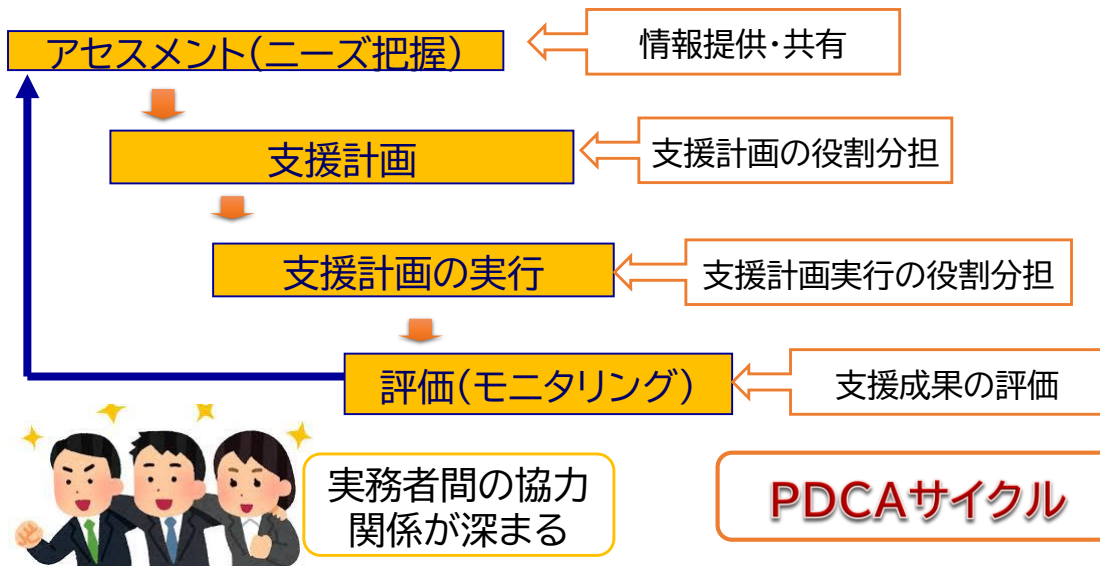 アセスメント(ニーズ把握)
情報提供・共有
支援計画
支援計画の役割分担
支援計画の実行
支援計画実行の役割分担
評価(モニタリング)
支援成果の評価
実務者間の協力
関係が深まる
PDCAサイクル